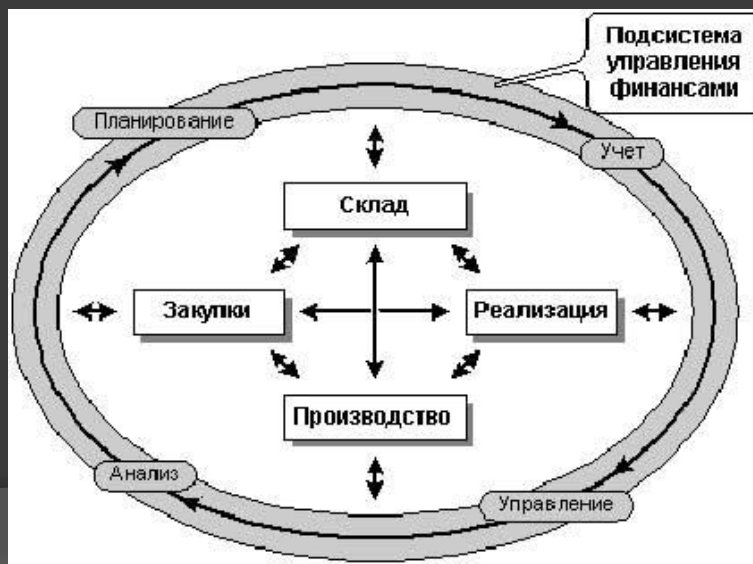 Подсистема
управления
финансами
Планирование
Учет
Склад
Закупки
Реализация
Производство
Анализ
Управление